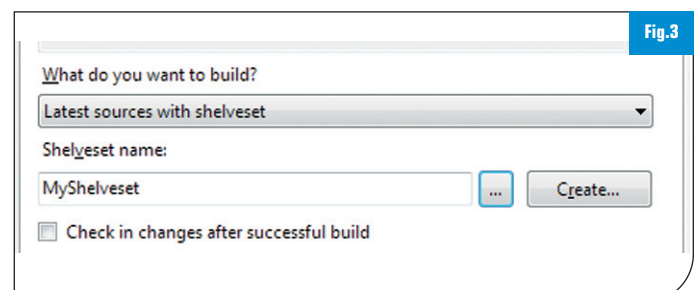 Fig.3
What do you want to build?
Latest sources with shelveset
Shelveset name:
MyShelveset
... Create...
Check in changes after successful build